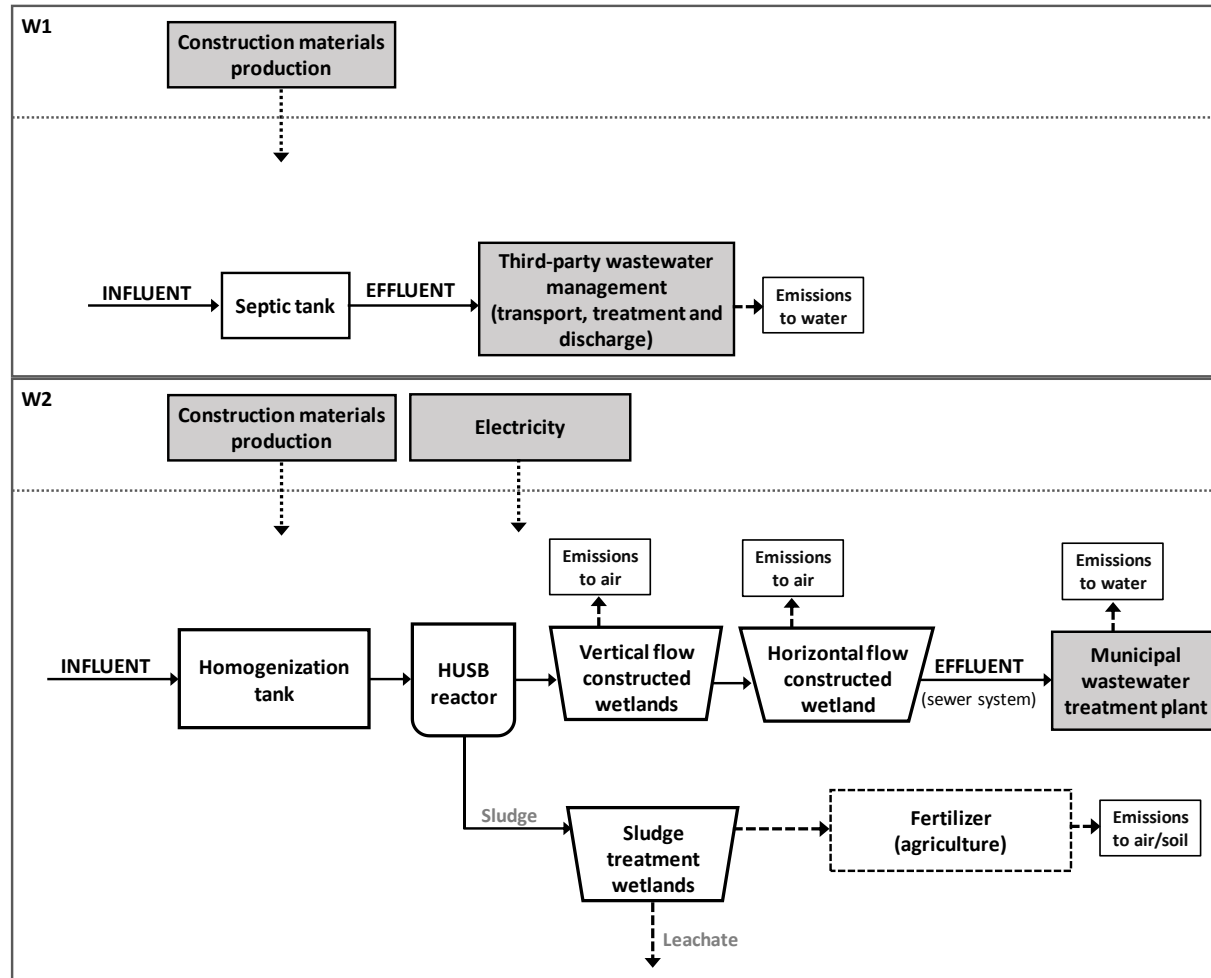 W1
Construction materials
production
INFLUENT
Septic tank
EFFLUENT
Third-party wastewater
management
(transport, treatment and
discharge)
Emissions
to water
W2
Construction materials
production
Electricity
Emissions
to air
Emissions
to air
Emissions
to water
INFLUENT
Homogenization
tank
HUSB
reactor
Vertical flow
constructed
wetlands
Horizontal flow
constructed
wetland
EFFLUENT
(sewer system)
Municipal
wastewater
treatment plant
Sludge
Sludge
treatment
wetlands
Fertilizer
(agriculture)
Emissions
to air/soil
Leachate